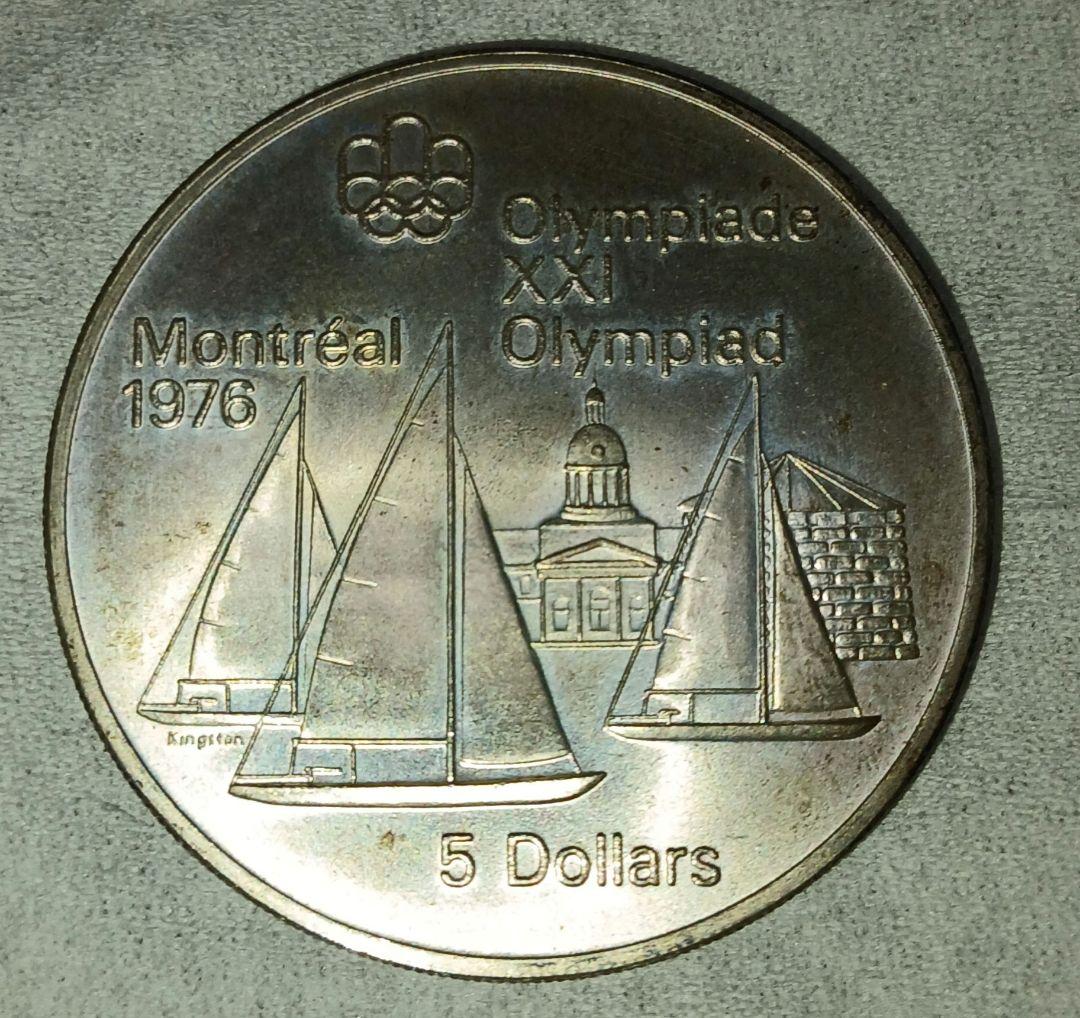 Olympiade
XXI
Olympiad
Montréal
1976
Kingston
5 Dollars